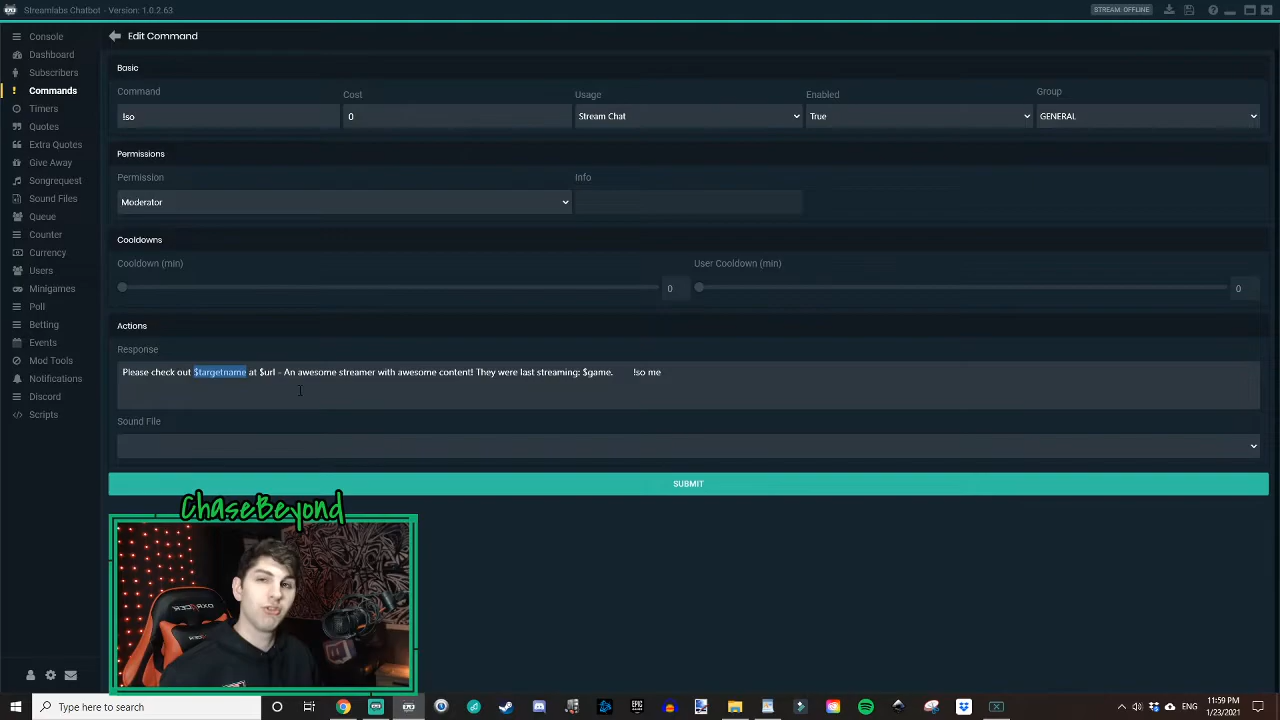 Streamlabs Chatbot - Version: 1.0.2.63
STREAM: OFFLINE
Console
Dashboard
Subscribers
Commands
Timers
Quotes
Extra Quotes
Give Away
Songrequest
Sound Files
Queue
Counter
Currency
Users
Minigames
Poll
Betting
Events
Mod Tools
Notifications
Discord
Scripts
Edit Command
Basic
Command Cost Usage Enabled Group
!so 0 Stream Chat True GENERAL
Permissions
Permission Info
Moderator
Cooldowns
Cooldown (min) User Cooldown (min)
0 0
Actions
Response
Please check out $targetname at $url - An awesome streamer with awesome content! They were last streaming: $game. !so me
Sound File
SUBMIT
ChaseBeyond
Type here to search
EPIC
11:59 PM
1/23/2021